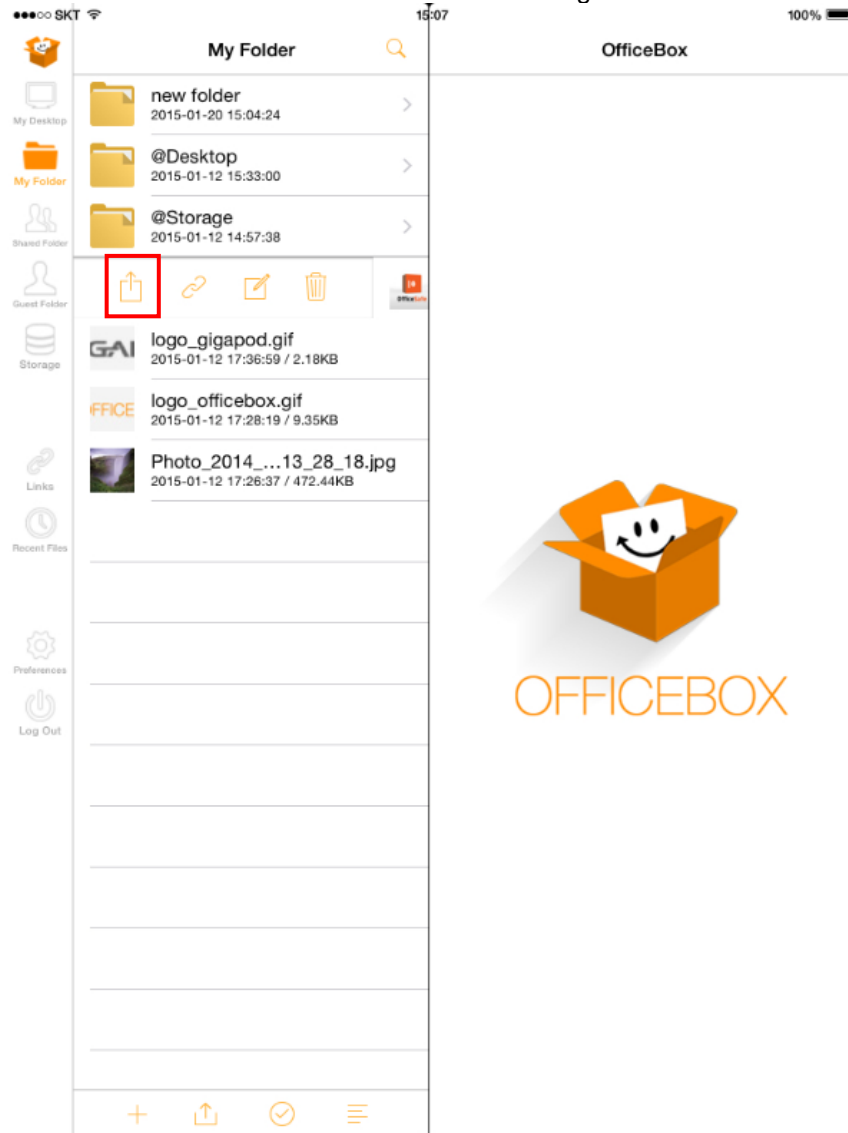 SKT 15:07 100%
My Folder
OfficeBox
My Desktop
My Folder
Shared Folder
Guest Folder
Storage
Links
Recent Files
Preferences
Log Out
new folder
2015-01-20 15:04:24
@Desktop
2015-01-12 15:33:00
@Storage
2015-01-12 14:57:38
GAI
logo_gigapod.gif
2015-01-12 17:36:59 / 2.18KB
OFFICE
logo_officebox.gif
2015-01-12 17:28:19 / 9.35KB
Photo_2014_...13_28_18.jpg
2015-01-12 17:26:37 / 472.44KB
OFFICEBOX